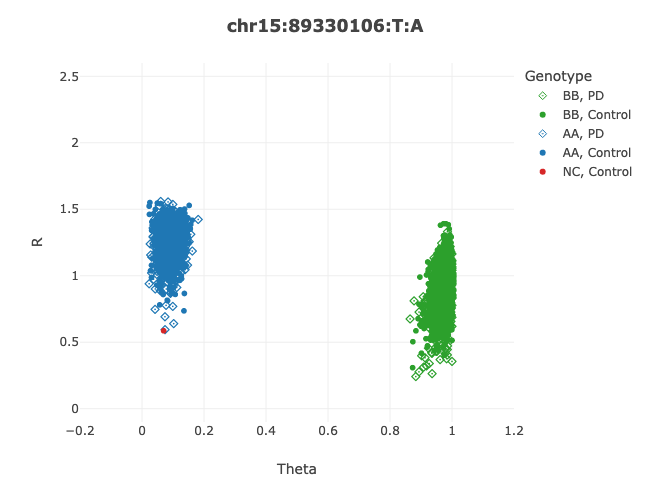 chr15:89330106:T:A
Genotype
BB, PD
BB, Control
AA, PD
AA, Control
NC, Control
R
2.5
2
1.5
1
0.5
0
−0.2
0
0.2
0.4
0.6
0.8
1
1.2
Theta